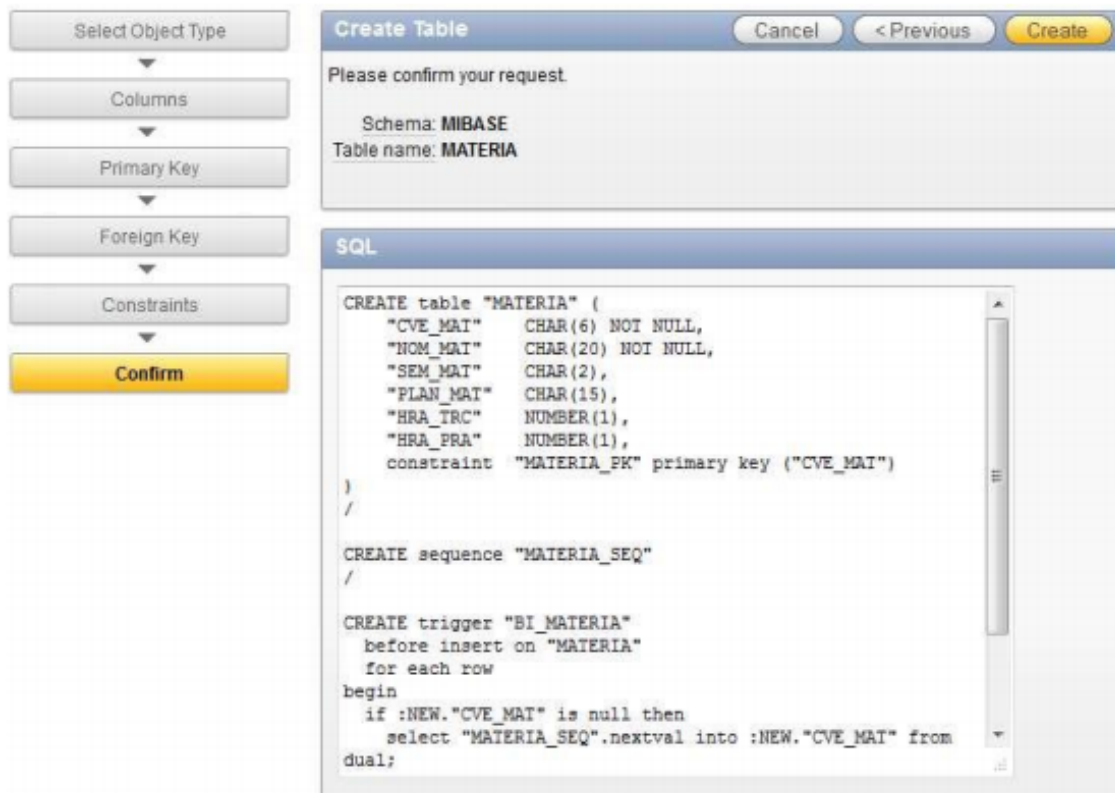 Select Object Type
Columns
Primary Key
Foreign Key
Constraints
Confirm
Create Table
Cancel
< Previous
Create
Please confirm your request.
Schema: MIBASE
Table name: MATERIA
SQL
CREATE table "MATERIA" (
    "CVE_MAT"    CHAR(6) NOT NULL,
    "NOM_MAT"    CHAR(20) NOT NULL,
    "SEM_MAT"    CHAR(2),
    "PLAN_MAT"   CHAR(15),
    "HRA_TRC"    NUMBER(1),
    "HRA_PRA"    NUMBER(1),
    constraint  "MATERIA_PK" primary key ("CVE_MAT")
)
/
CREATE sequence "MATERIA_SEQ"
/
CREATE trigger "BI_MATERIA"
  before insert on "MATERIA"
  for each row
begin
  if :NEW."CVE_MAT" is null then
    select "MATERIA_SEQ".nextval into :NEW."CVE_MAT" from
dual;